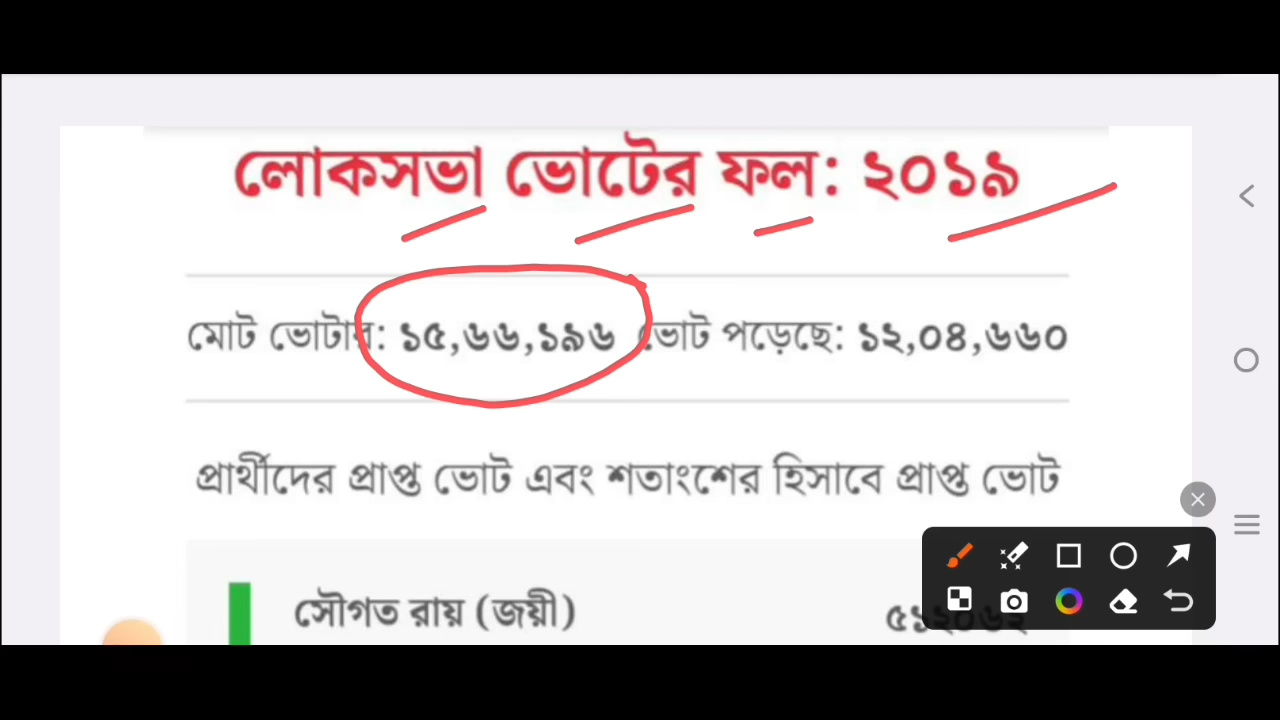 লোকসভা ভোটের ফল: ২০১৯
মোট ভোটার: ১৫,৬৬,১৯৬ ভোট পড়েছে: ১২,০৪,৬৬০
প্রার্থীদের প্রাপ্ত ভোট এবং শতাংশের হিসাবে প্রাপ্ত ভোট
সৌগত রায় (জয়ী)